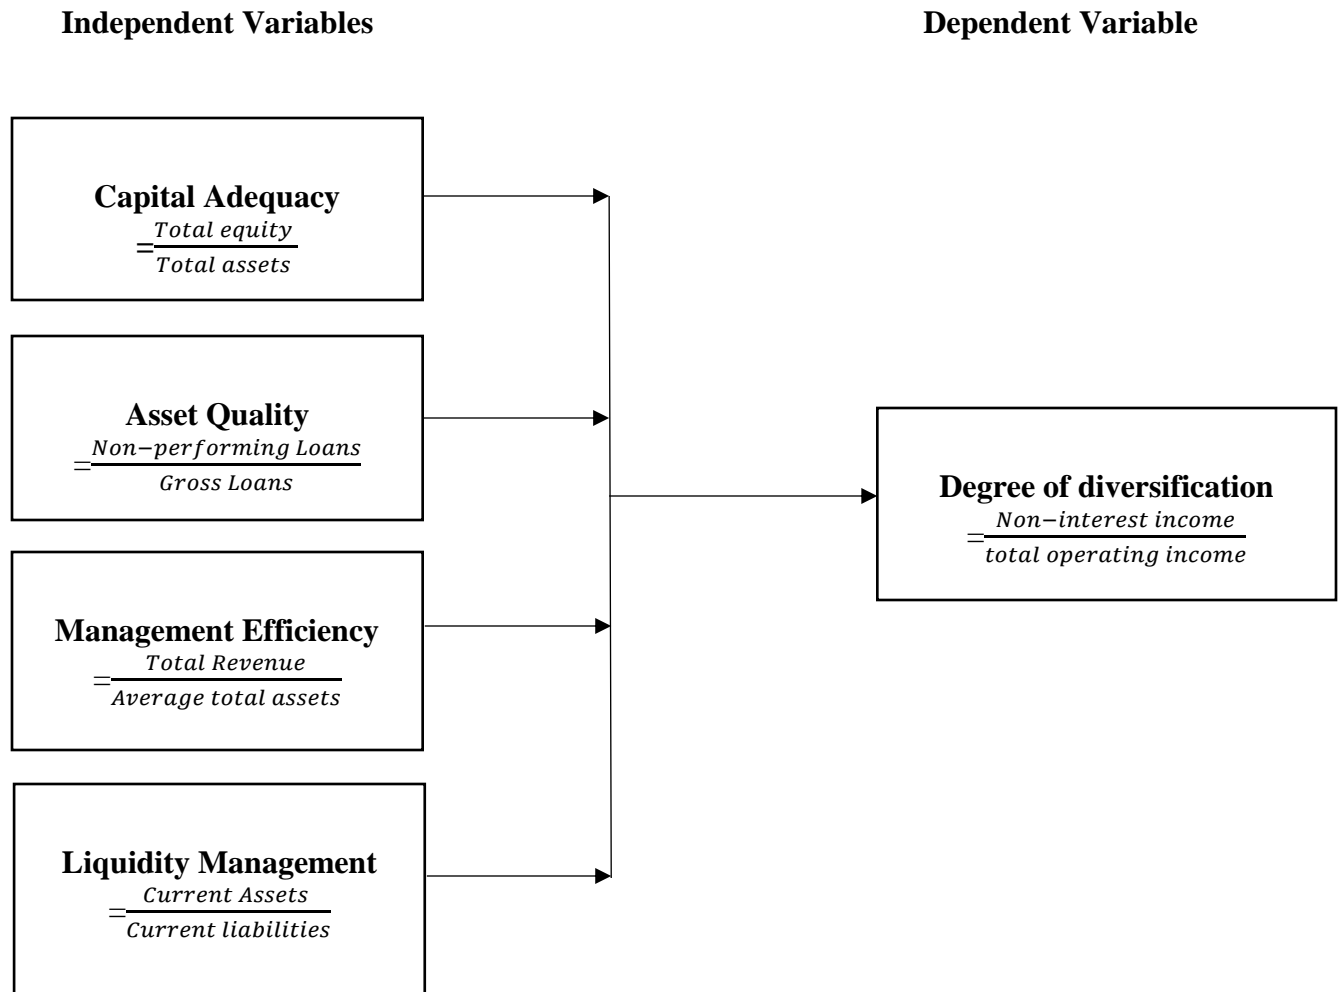 Independent Variables
Dependent Variable
Capital Adequacy
=Total equity
Total assets
Asset Quality
=Non−performing Loans
Gross Loans
Management Efficiency
=Total Revenue
Average total assets
Liquidity Management
=Current Assets
Current liabilities
Degree of diversification
=Non−interest income
total operating income